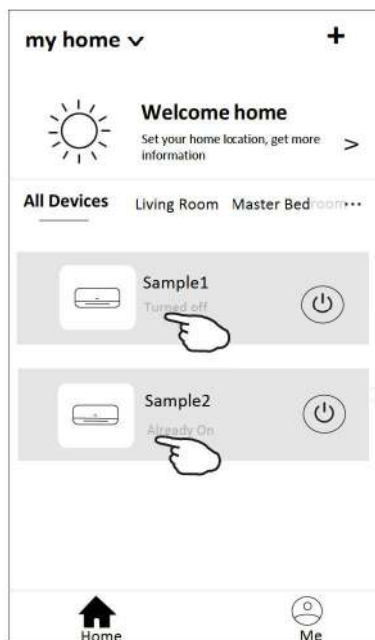 my home
+
Welcome home
Set your home location, get more
information
>
All Devices Living Room Master Bedroom ...
Sample1
Turned off
Sample2
Already On
Home
Me